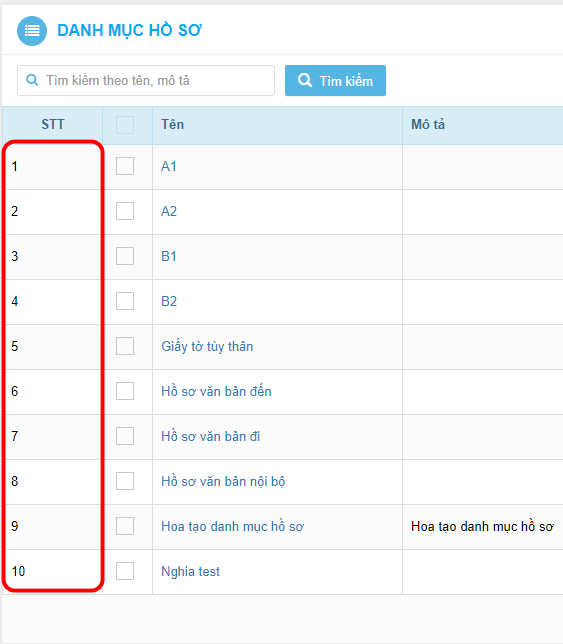 DANH MỤC HỒ SƠ
Tìm kiếm theo tên, mô tả Tìm kiếm
STT Tên Mô tả
1 A1
2 A2
3 B1
4 B2
5 Giấy tờ tùy thân
6 Hồ sơ văn bản đến
7 Hồ sơ văn bản đi
8 Hồ sơ văn bản nội bộ
9 Hoa tạo danh mục hồ sơ Hoa tạo danh mục hồ sơ
10 Nghia test